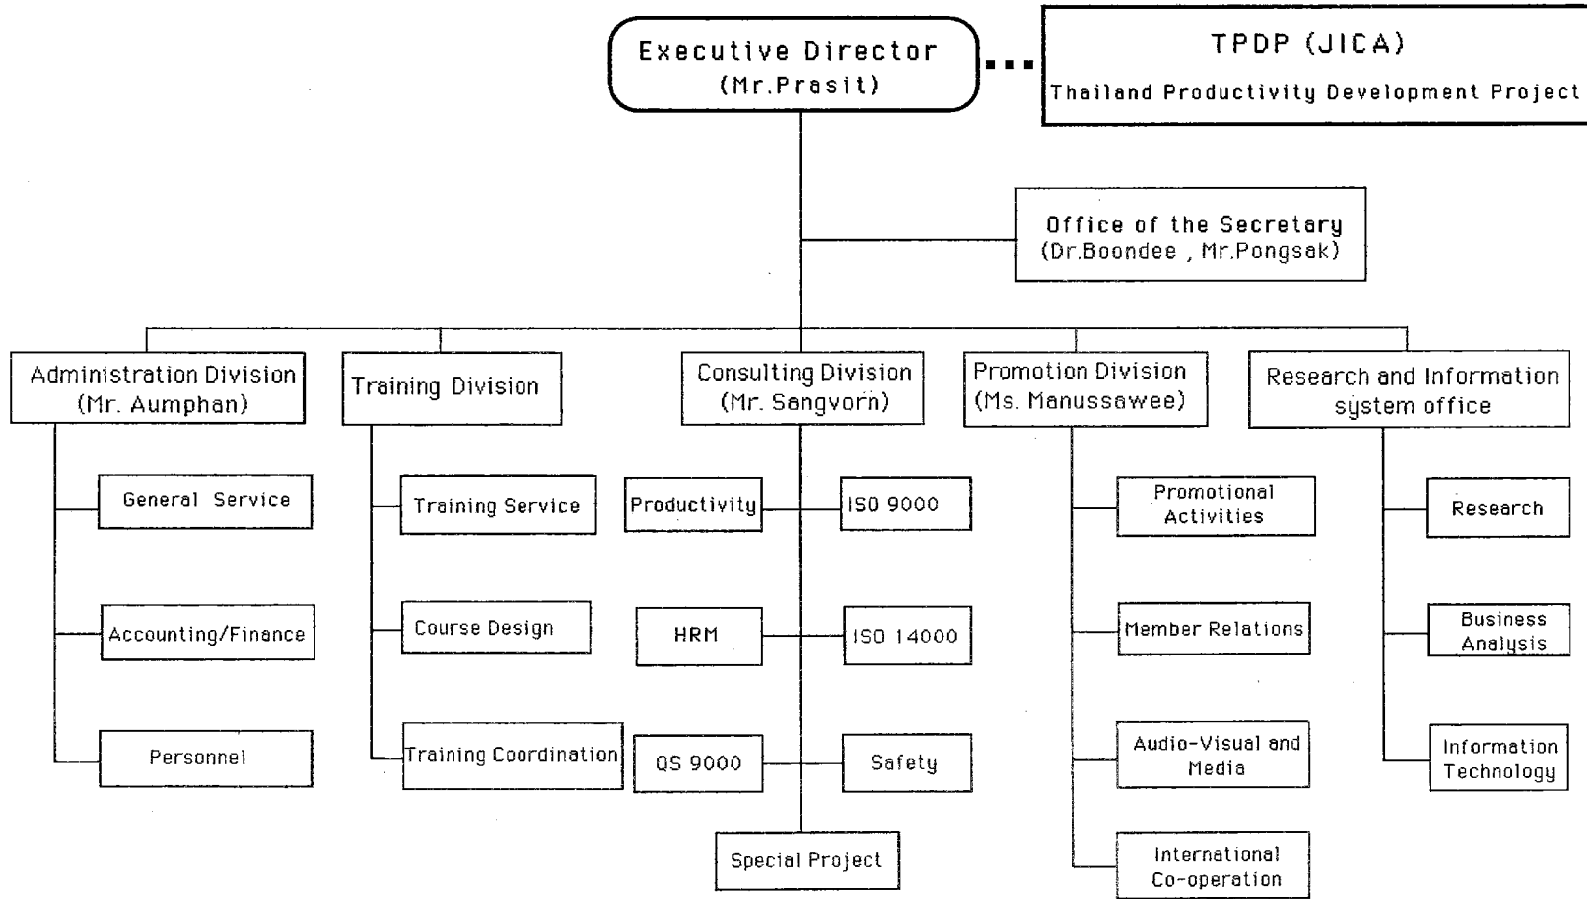 Executive Director
(Mr.Prasit)
TPDP (JICA)
Thailand Productivity Development Project
Office of the Secretary
(Dr.Boondee , Mr.Pongsak)
Administration Division
(Mr. Aumphan)
Training Division
Consulting Division
(Mr. Sangvorn)
Promotion Division
(Ms. Manussawee)
Research and Information
system office
General Service
Accounting/Finance
Personnel
Training Service
Course Design
Training Coordination
Productivity
ISO 9000
HRM
ISO 14000
QS 9000
Safety
Special Project
Promotional
Activities
Member Relations
Audio-Visual and
Media
International
Co-operation
Research
Business
Analysis
Information
Technology